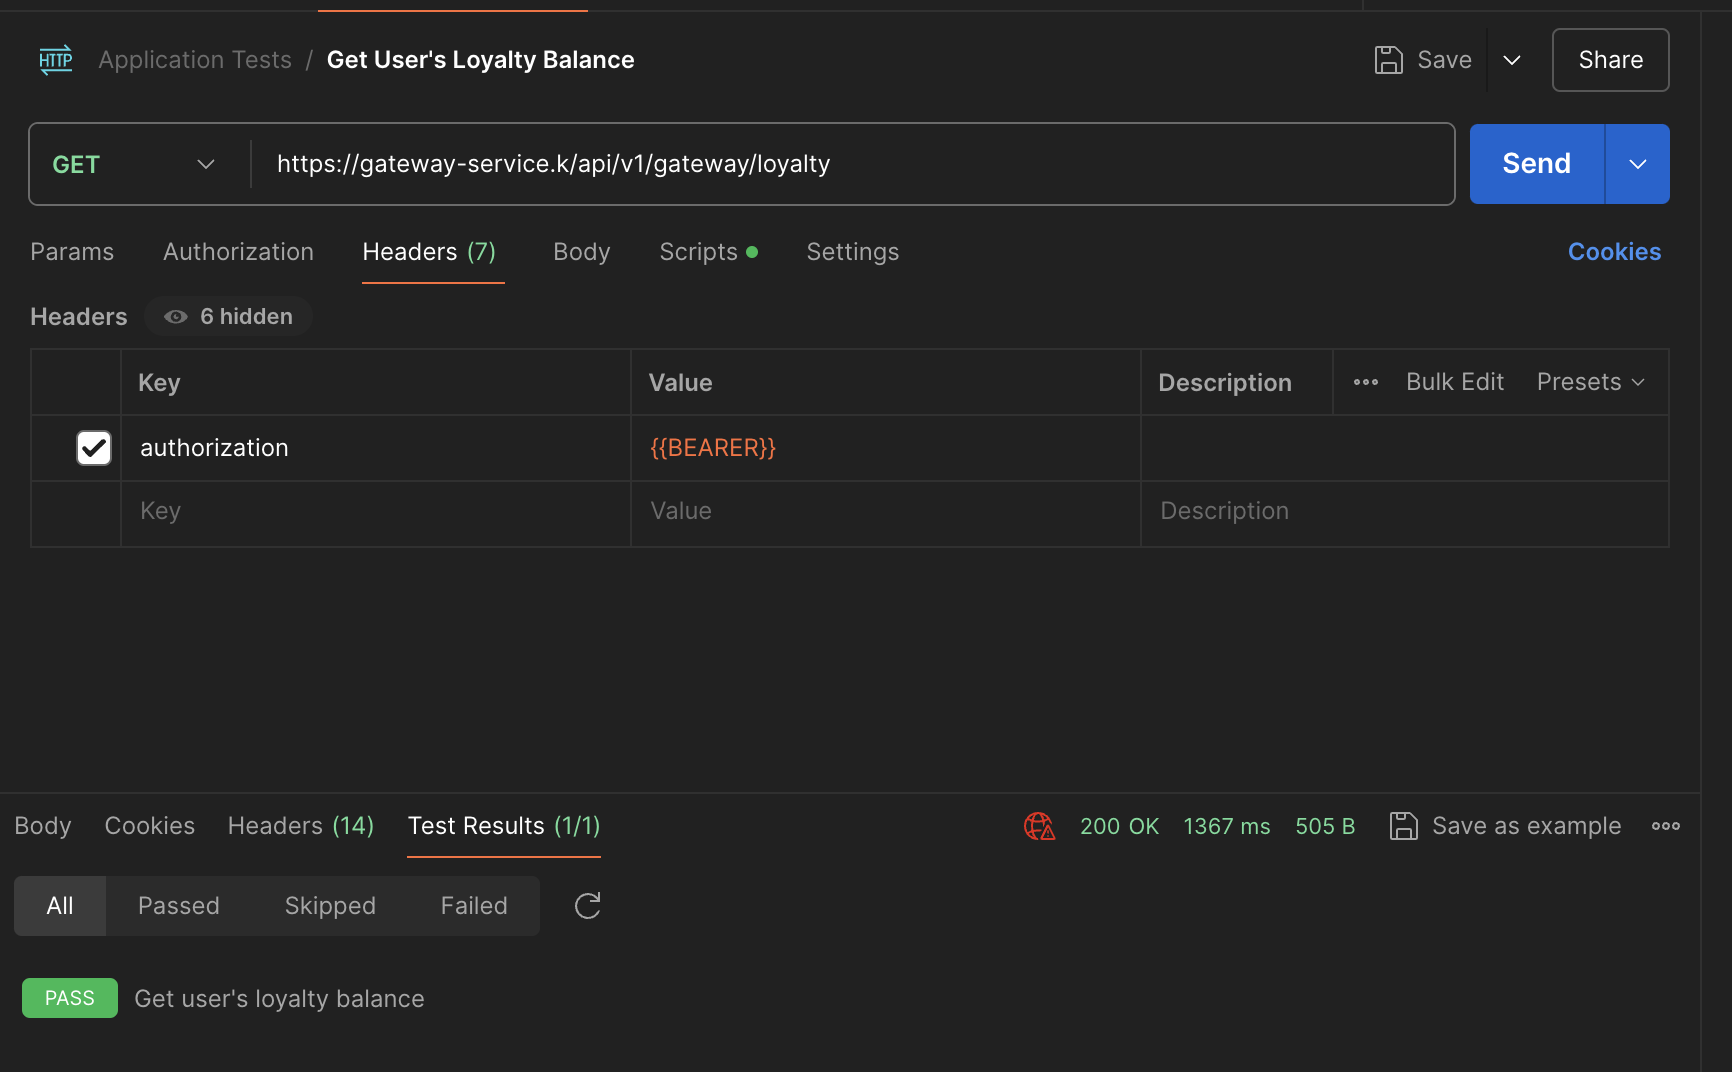 HTTP Application Tests / Get User's Loyalty Balance Save Share
GET https://gateway-service.k/api/v1/gateway/loyalty Send
Params Authorization Headers (7) Body Scripts Settings Cookies
Headers 6 hidden
Key Value Description Bulk Edit Presets
authorization {{BEARER}}
Key Value Description
Body Cookies Headers (14) Test Results (1/1) 200 OK 1367 ms 505 B Save as example
All Passed Skipped Failed
PASS Get user's loyalty balance